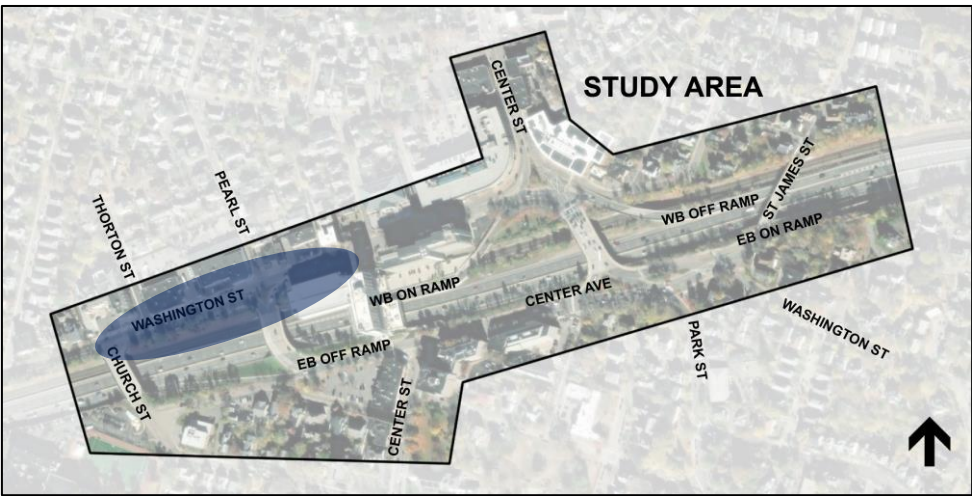 CENTER ST
STUDY AREA
ST JAMES ST
PEARL ST
THORTON ST
WB OFF RAMP
EB ON RAMP
WASHINGTON ST
WB ON RAMP
CENTER AVE
WASHINGTON ST
EB OFF RAMP
PARK ST
CHURCH ST
CENTER ST